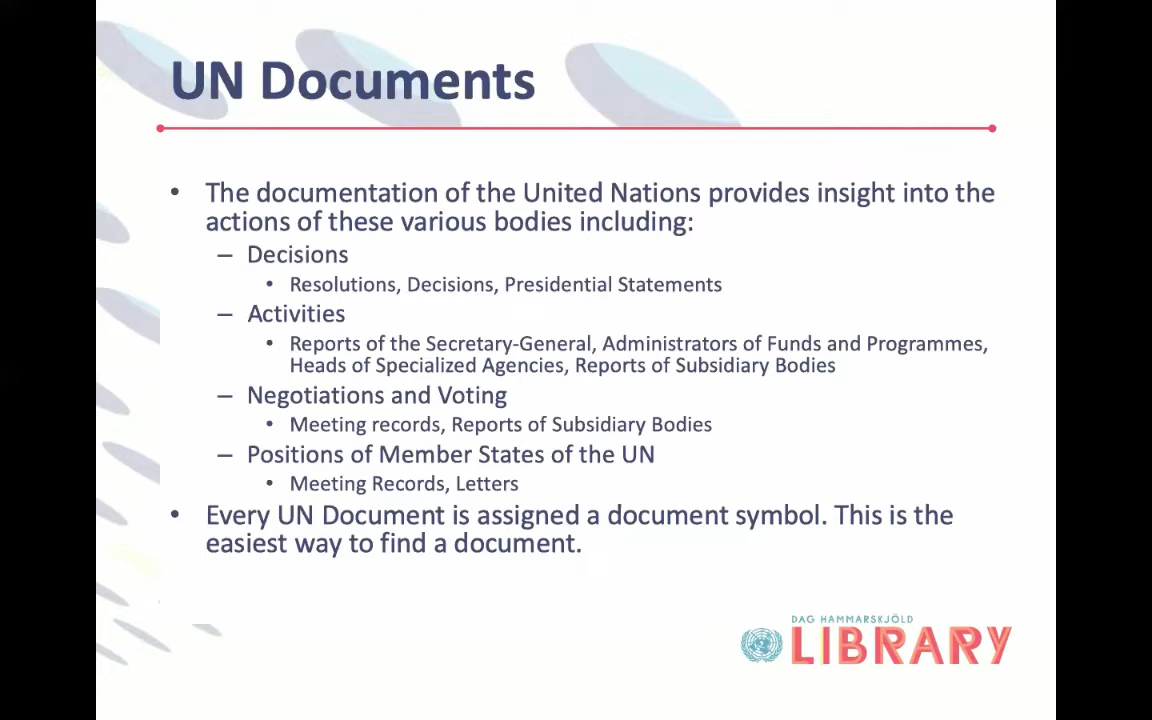 UN Documents
• The documentation of the United Nations provides insight into the
actions of these various bodies including:
– Decisions
• Resolutions, Decisions, Presidential Statements
– Activities
• Reports of the Secretary-General, Administrators of Funds and Programmes,
Heads of Specialized Agencies, Reports of Subsidiary Bodies
– Negotiations and Voting
• Meeting records, Reports of Subsidiary Bodies
– Positions of Member States of the UN
• Meeting Records, Letters
• Every UN Document is assigned a document symbol. This is the
easiest way to find a document.
DAG HAMMARSKJÖLD
LIBRARY